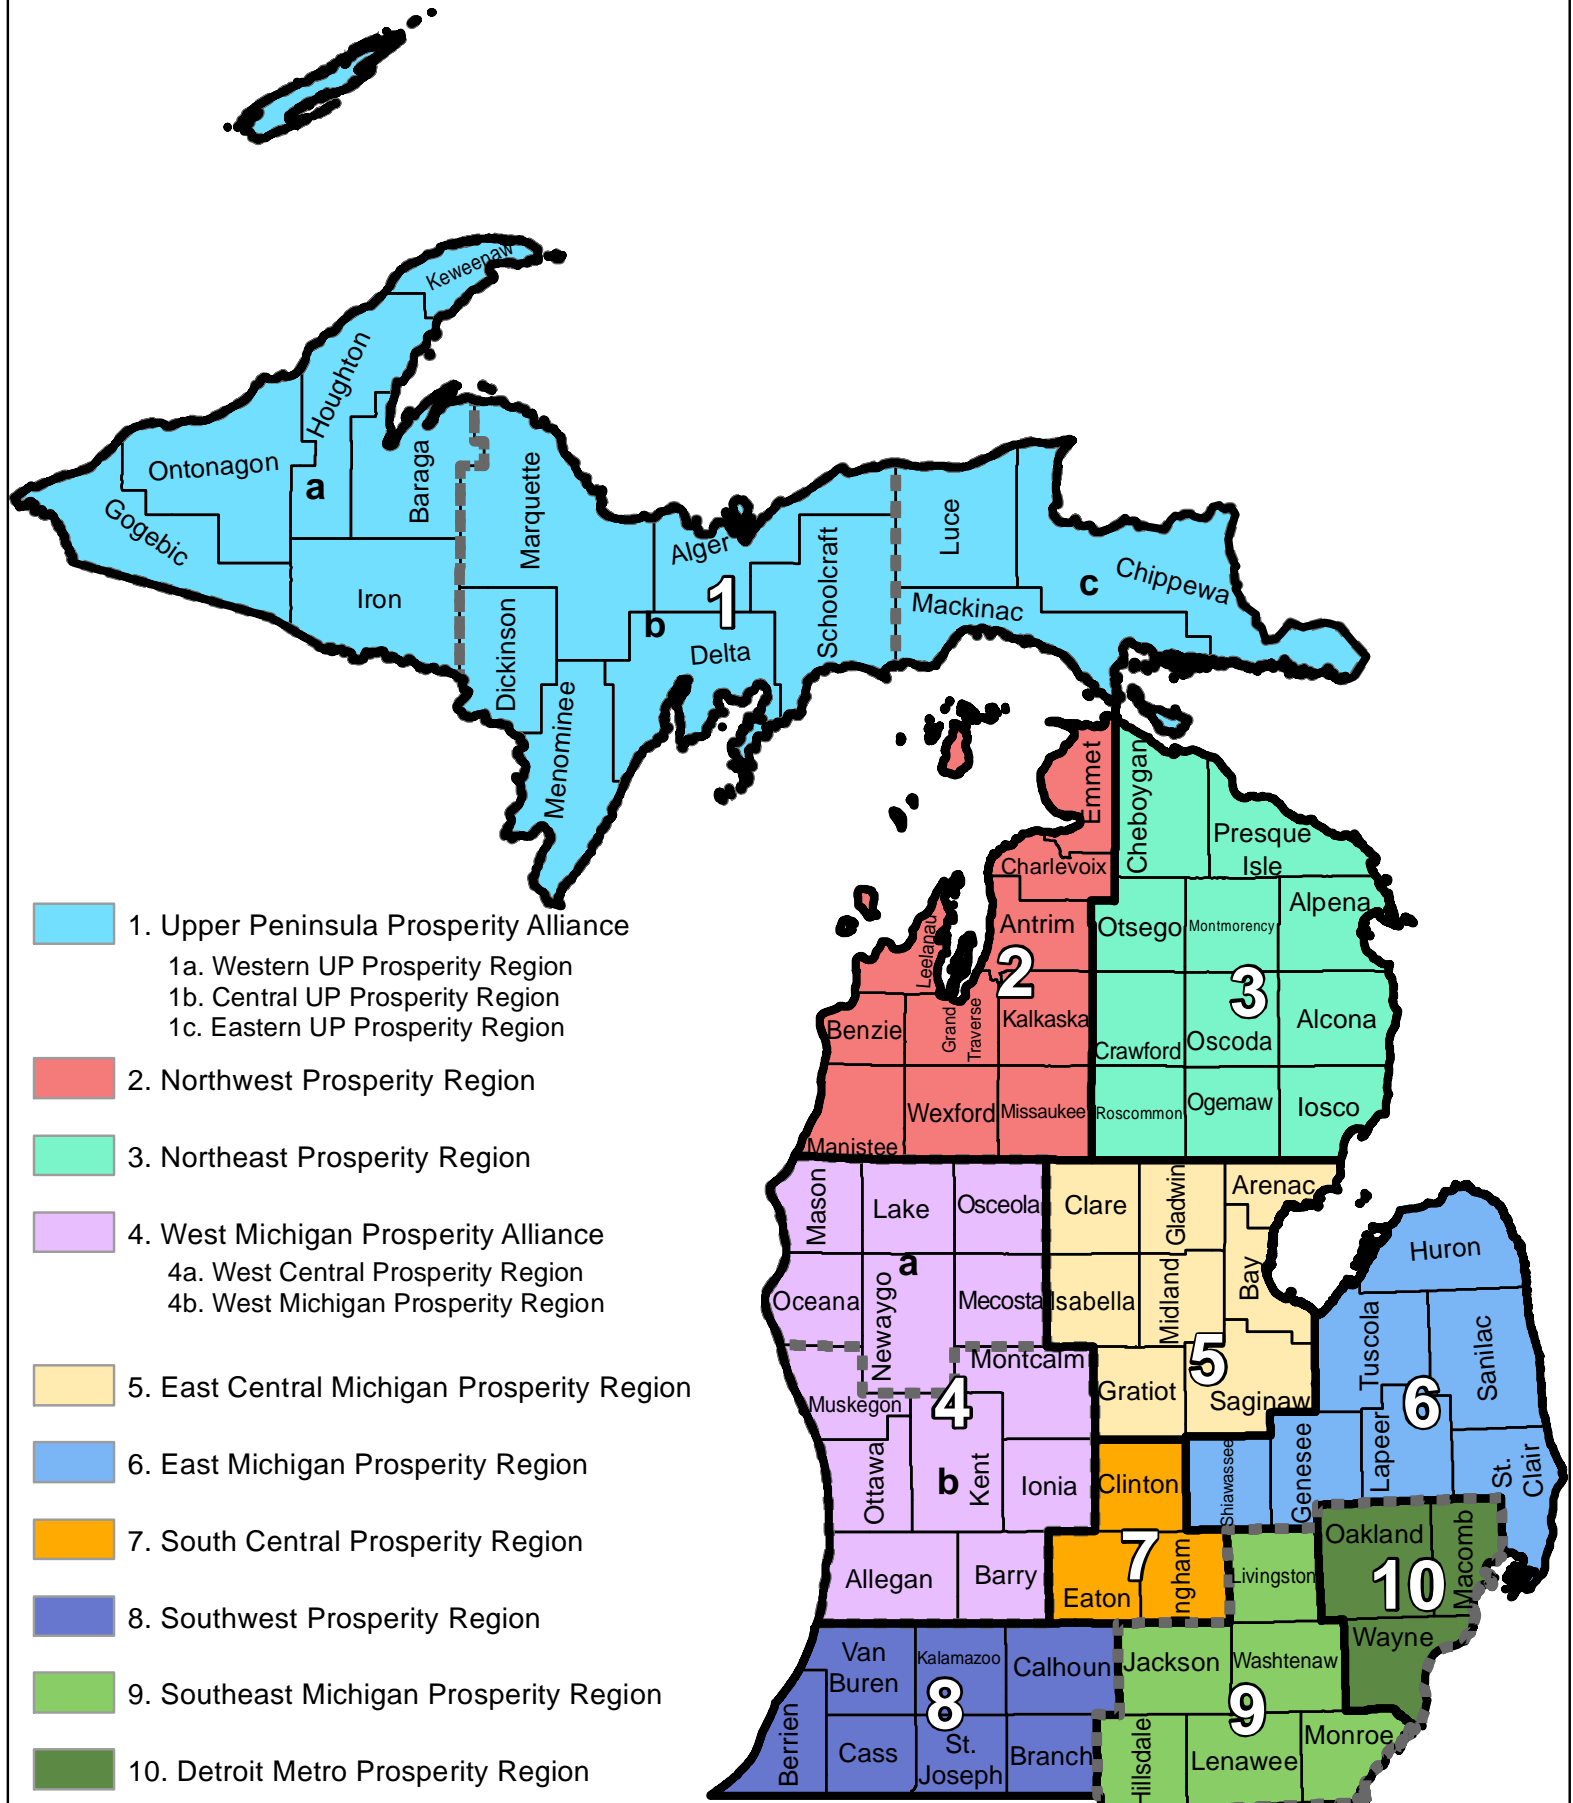 Keweenaw
Houghton
Ontonagon
a
Baraga
Gogebic
Iron
Marquette
Dickinson
Menominee
Alger
1
b
Delta
Schoolcraft
Luce
c
Chippewa
Mackinac
Emmet
Cheboygan
Presque
Isle
Charlevoix
Antrim
Otsego
Montmorency
Alpena
Leelanau
2
3
Benzie
Grand
Traverse
Kalkaska
Crawford
Oscoda
Alcona
Manistee
Wexford
Missaukee
Roscommon
Ogemaw
Iosco
Mason
Lake
Osceola
Clare
Gladwin
Arenac
a
Oceana
Newaygo
Mecosta
Isabella
Midland
Bay
Huron
Tuscola
Sanilac
5
Montcalm
Muskegon
4
Gratiot
Saginaw
6
Lapeer
St.
Clair
Ottawa
b
Kent
Ionia
Clinton
Shiawassee
Genesee
Allegan
Barry
7
Eaton
ngham
Livingston
Oakland
Macomb
10
Wayne
Van
Buren
Kalamazoo
Calhoun
Jackson
Washtenaw
8
9
Berrien
Cass
St.
Joseph
Branch
Hillsdale
Lenawee
Monroe
1. Upper Peninsula Prosperity Alliance
1a. Western UP Prosperity Region
1b. Central UP Prosperity Region
1c. Eastern UP Prosperity Region
2. Northwest Prosperity Region
3. Northeast Prosperity Region
4. West Michigan Prosperity Alliance
4a. West Central Prosperity Region
4b. West Michigan Prosperity Region
5. East Central Michigan Prosperity Region
6. East Michigan Prosperity Region
7. South Central Prosperity Region
8. Southwest Prosperity Region
9. Southeast Michigan Prosperity Region
10. Detroit Metro Prosperity Region